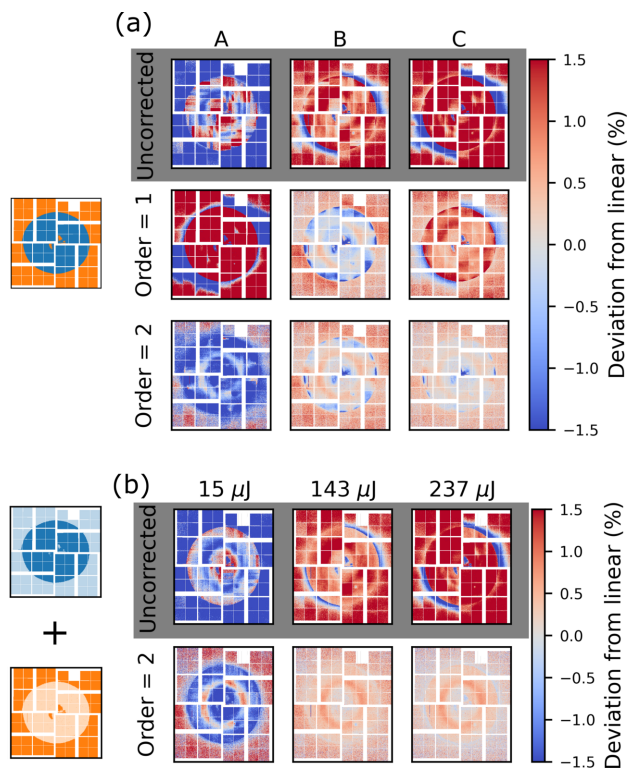 (a)
A B C
Uncorrected
Order = 1
Order = 2
1.5
1.0
0.5
0.0
−0.5
−1.0
−1.5
Deviation from linear (%)
(b)
15 μJ 143 μJ 237 μJ
Uncorrected
+
Order = 2
1.5
1.0
0.5
0.0
−0.5
−1.0
−1.5
Deviation from linear (%)